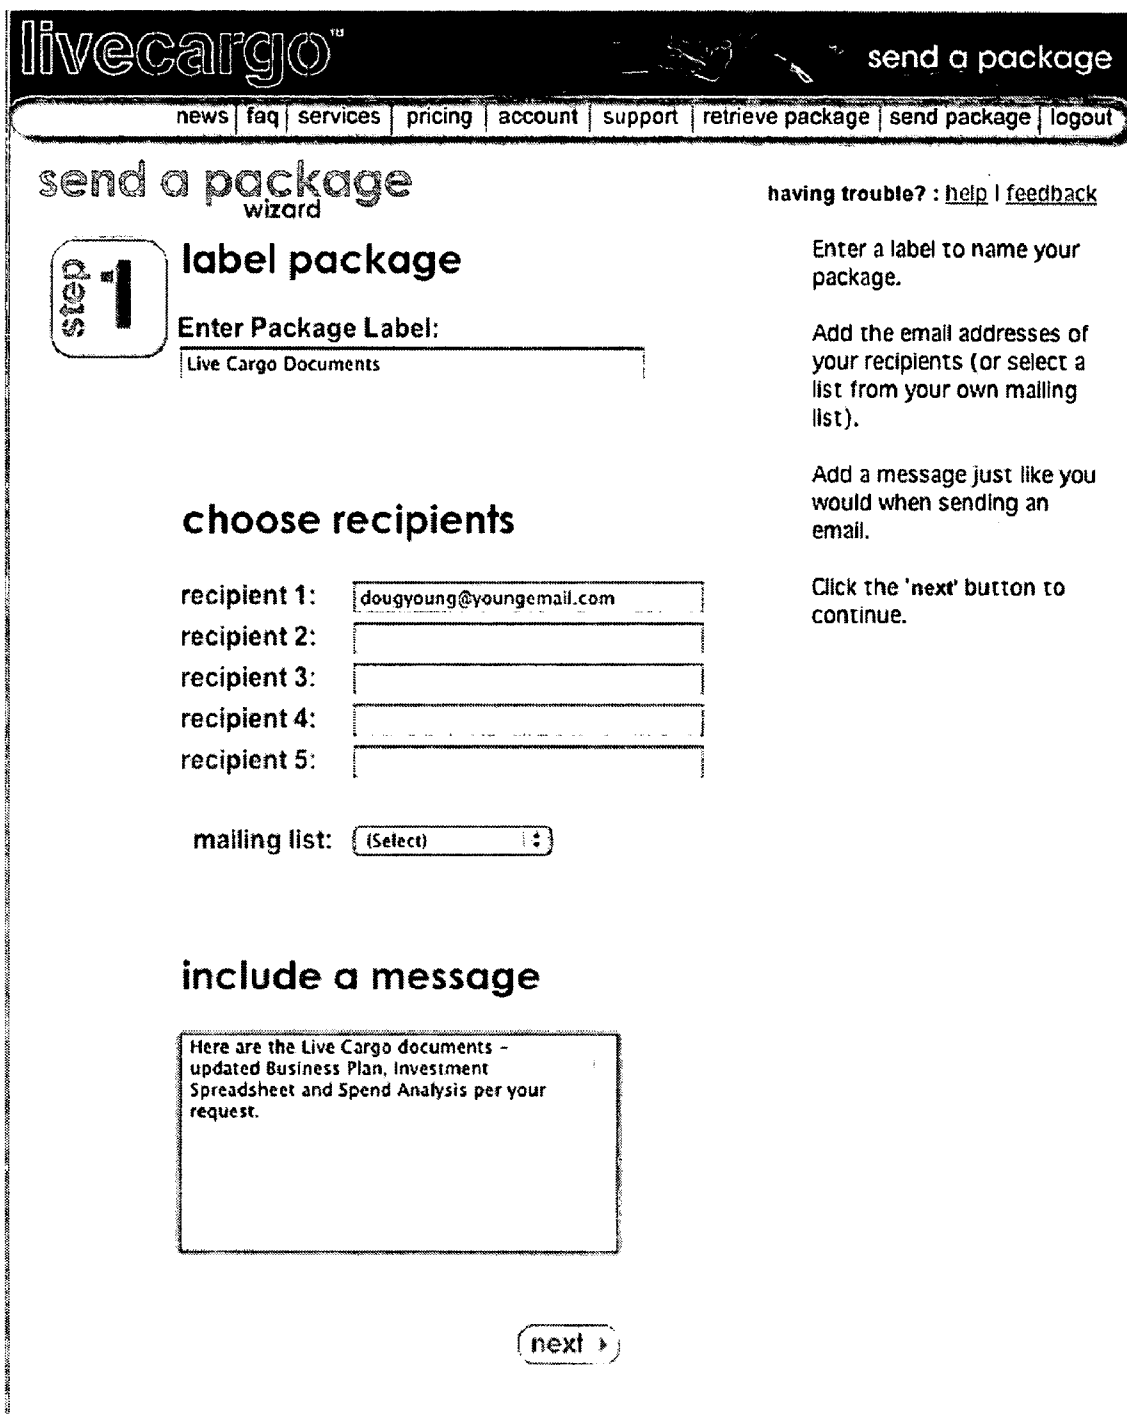 livecargo™
send a package
news | faq | services | pricing | account | support | retrieve package | send package | logout
send a package
wizard
having trouble? : help | feedback
step 1
label package
Enter Package Label:
Live Cargo Documents
Enter a label to name your
package.
Add the email addresses of
your recipients (or select a
list from your own mailing
list).
Add a message just like you
would when sending an
email.
Click the 'next' button to
continue.
choose recipients
recipient 1: dougyoung@youngemail.com
recipient 2:
recipient 3:
recipient 4:
recipient 5:
mailing list: (Select)
include a message
Here are the Live Cargo documents –
updated Business Plan, Investment
Spreadsheet and Spend Analysis per your
request.
next